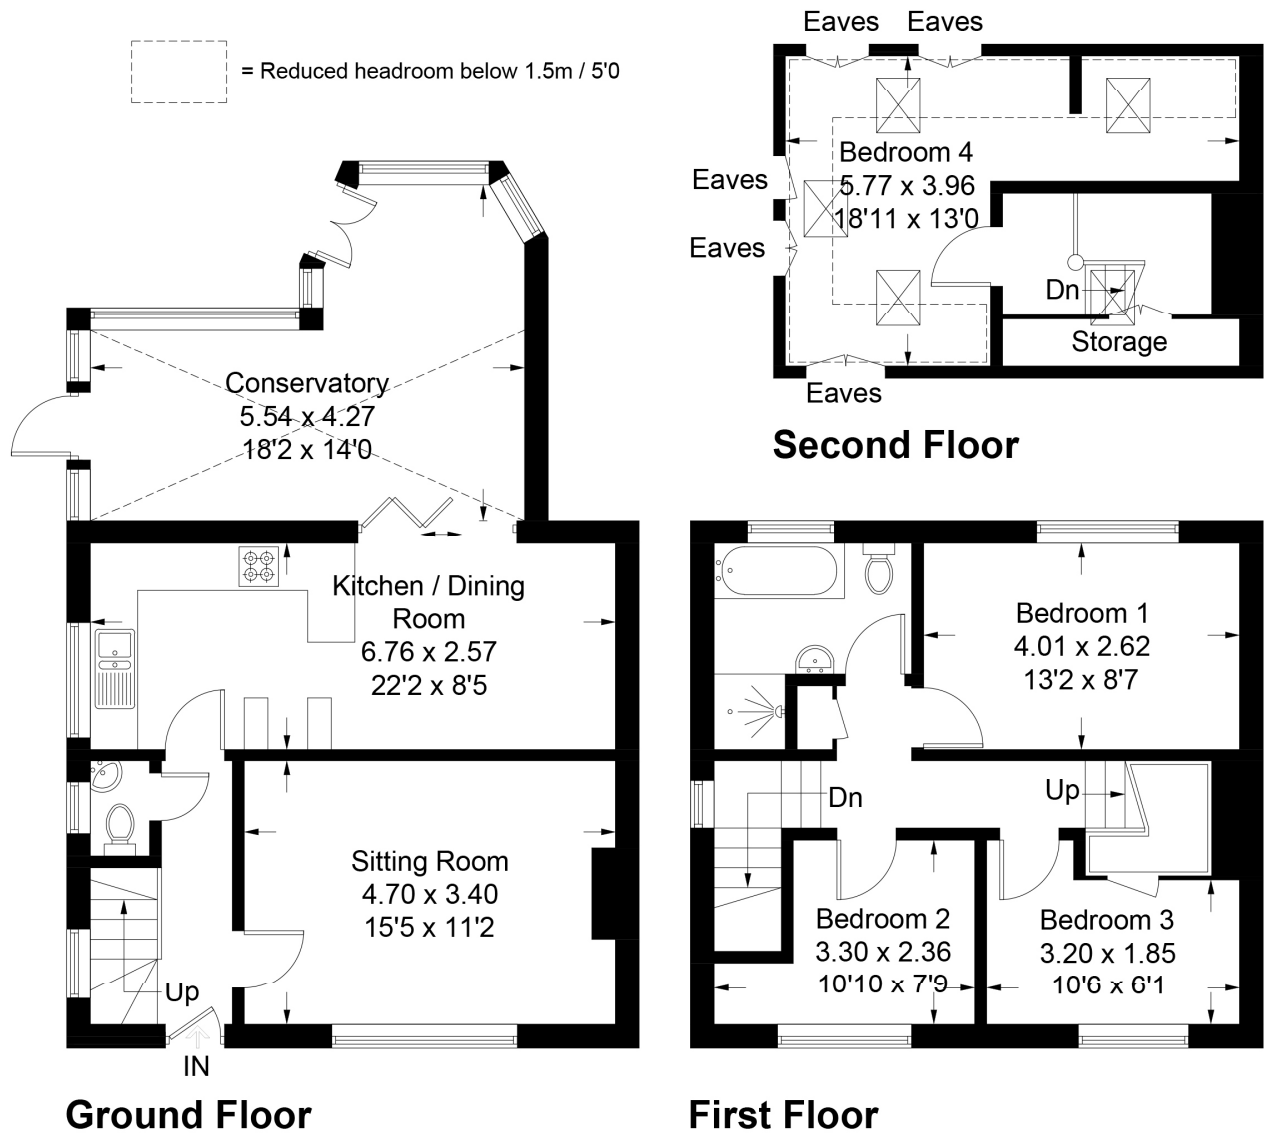 = Reduced headroom below 1.5m / 5'0
Eaves Eaves
Eaves
Eaves
Bedroom 4
5.77 x 3.96
18'11 x 13'0
Dn
Storage
Eaves
Second Floor
Conservatory
5.54 x 4.27
18'2 x 14'0
Kitchen / Dining
Room
6.76 x 2.57
22'2 x 8'5
Sitting Room
4.70 x 3.40
15'5 x 11'2
Up
IN
Ground Floor
Bedroom 1
4.01 x 2.62
13'2 x 8'7
Dn
Up
Bedroom 2
3.30 x 2.36
10'10 x 7'9
Bedroom 3
3.20 x 1.85
10'6 x 6'1
First Floor